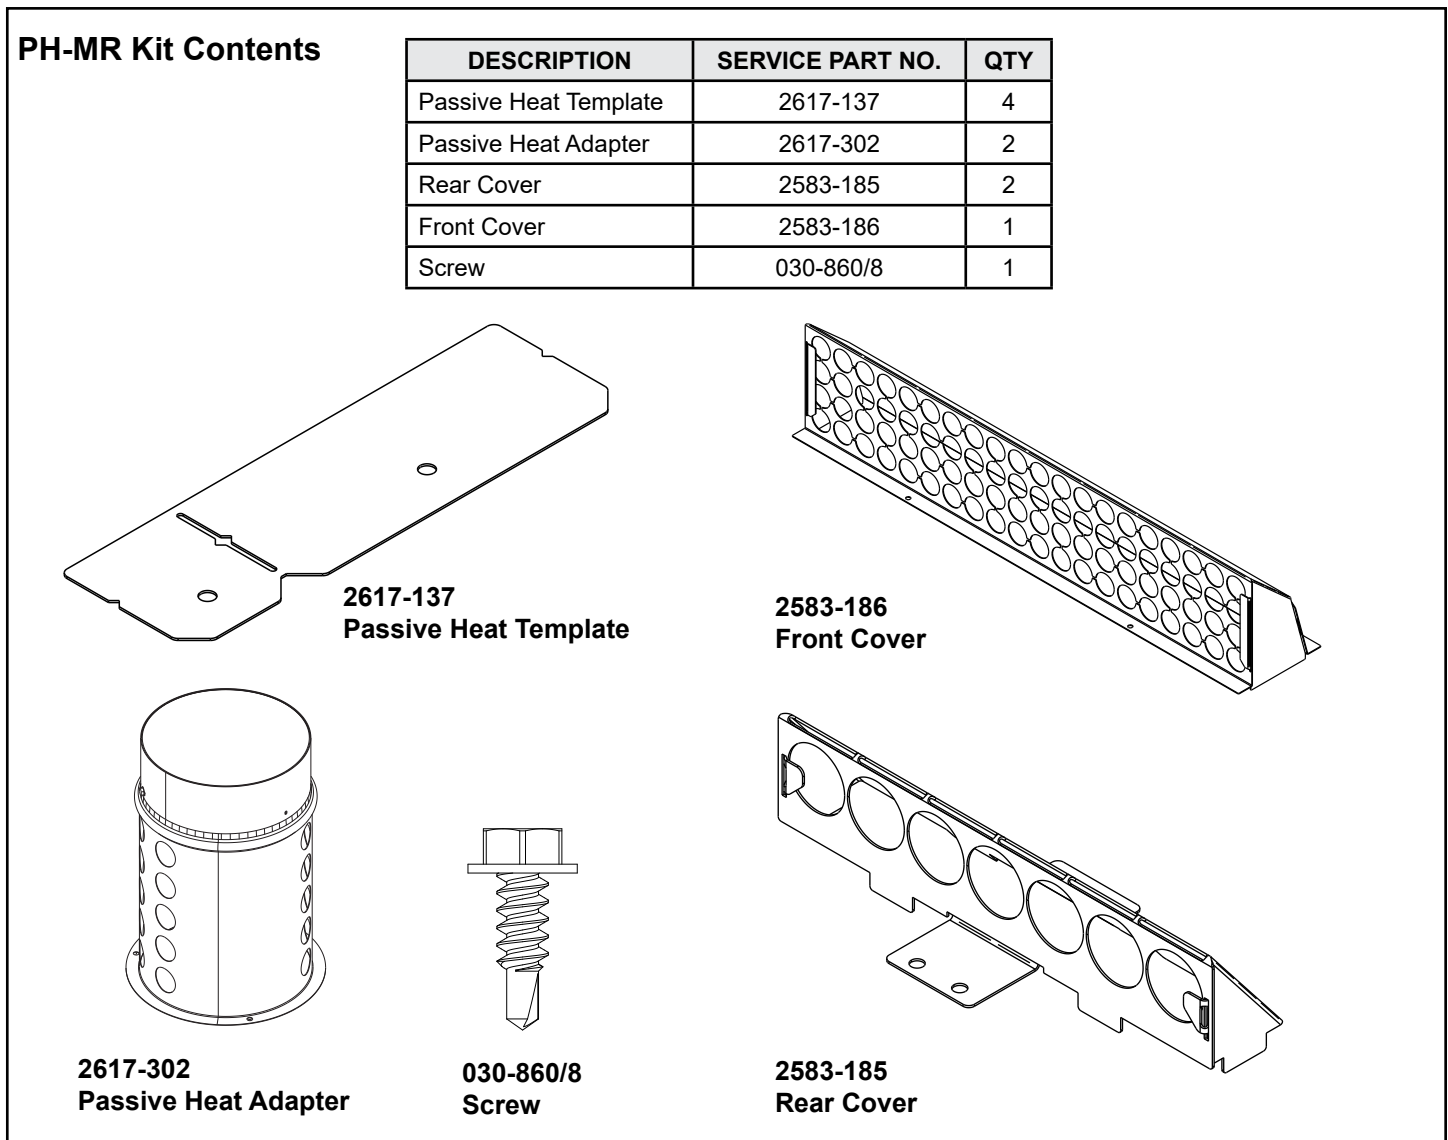 PH-MR Kit Contents
DESCRIPTION SERVICE PART NO. QTY
Passive Heat Template 2617-137 4
Passive Heat Adapter 2617-302 2
Rear Cover 2583-185 2
Front Cover 2583-186 1
Screw 030-860/8 1
2617-137
Passive Heat Template
2583-186
Front Cover
2617-302
Passive Heat Adapter
030-860/8
Screw
2583-185
Rear Cover